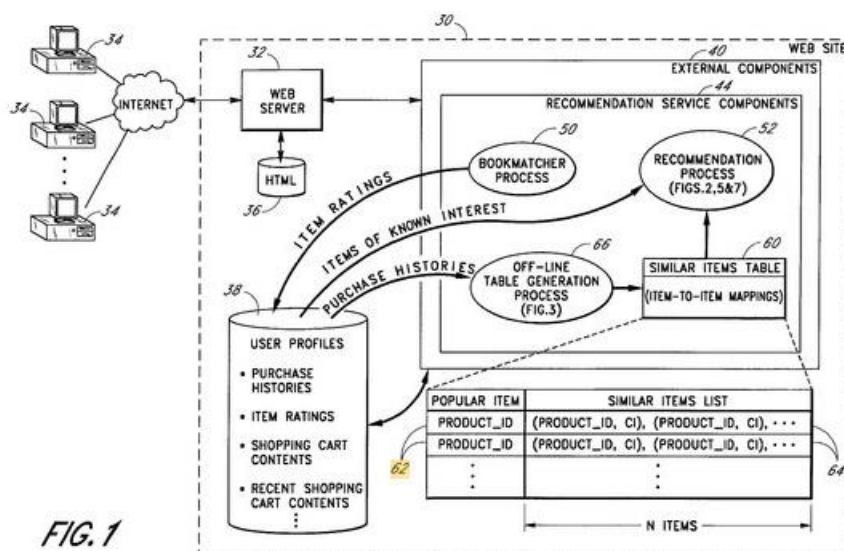 30
WEB SITE
34
32
40
EXTERNAL COMPONENTS
44
RECOMMENDATION SERVICE COMPONENTS
WEB
SERVER
INTERNET
34
50
52
BOOKMATCHER
PROCESS
RECOMMENDATION
PROCESS
(FIGS.2,5&7)
HTML
36
34
ITEM RATINGS
ITEMS OF KNOWN INTEREST
PURCHASE HISTORIES
66
60
OFF-LINE
TABLE GENERATION
PROCESS
(FIG.3)
SIMILAR ITEMS TABLE
(ITEM-TO-ITEM MAPPINGS)
38
USER PROFILES
• PURCHASE
HISTORIES
• ITEM RATINGS
• SHOPPING CART
CONTENTS
• RECENT SHOPPING
CART CONTENTS
POPULAR ITEM
SIMILAR ITEMS LIST
PRODUCT_ID
(PRODUCT_ID, CI), (PRODUCT_ID, CI), ···
PRODUCT_ID
(PRODUCT_ID, CI), (PRODUCT_ID, CI), ···
62
64
N ITEMS
FIG. 1